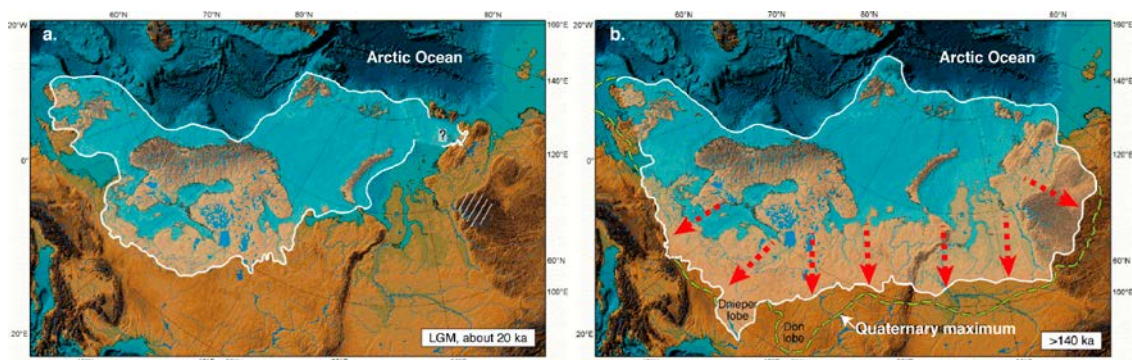 60°N 70°N 80°N 80°N
20°W
a.
Arctic Ocean
160°E
140°E
?
0°
120°E
60°N
100°E
20°E
LGM, about 20 ka
60°N 70°N 80°N 80°N
20°W
b.
Arctic Ocean
160°E
140°E
0°
120°E
60°N
100°E
20°E
Dnieper
lobe
Don
lobe
Quaternary maximum
>140 ka